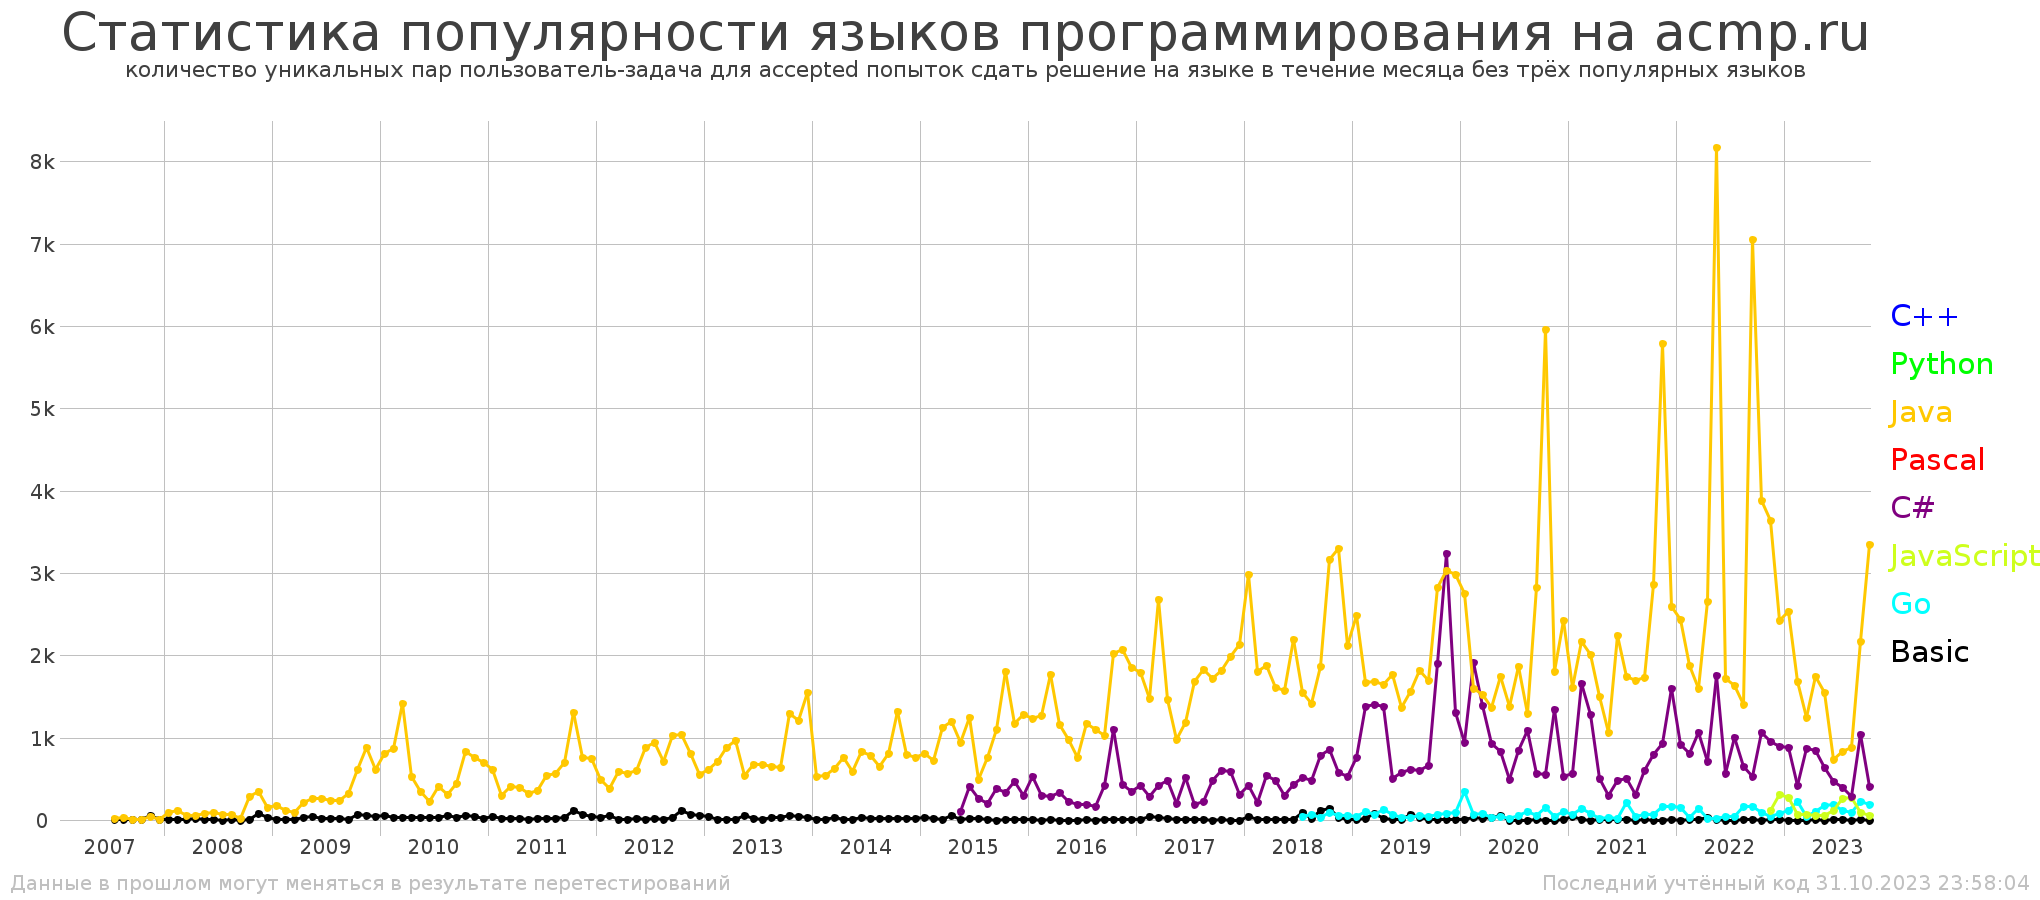 Статистика популярности языков программирования на acmp.ru
количество уникальных пар пользователь-задача для accepted попыток сдать решение на языке в течение месяца без трёх популярных языков
8k
7k
6k
5k
4k
3k
2k
1k
0
C++
Python
Java
Pascal
C#
JavaScript
Go
Basic
2007 2008 2009 2010 2011 2012 2013 2014 2015 2016 2017 2018 2019 2020 2021 2022 2023
Данные в прошлом могут меняться в результате перетестирований
Последний учтённый код 31.10.2023 23:58:04